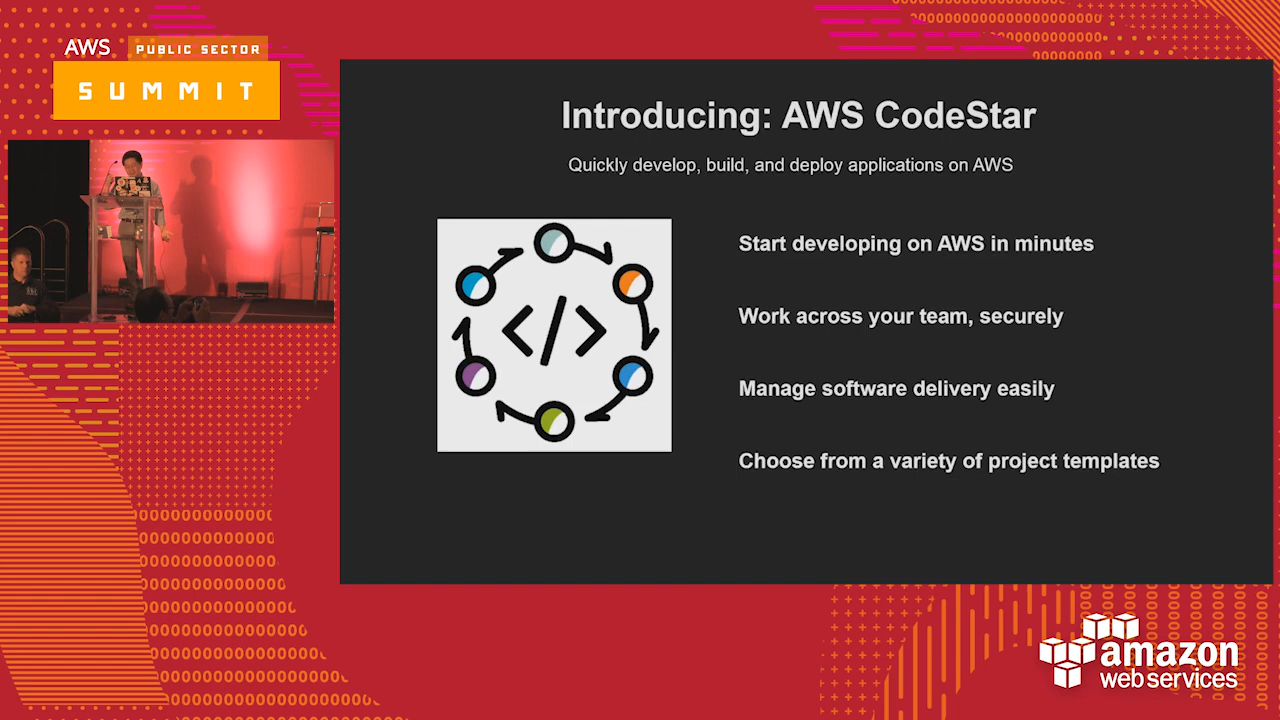 AWS PUBLIC SECTOR
SUMMIT
Introducing: AWS CodeStar
Quickly develop, build, and deploy applications on AWS
</>
Start developing on AWS in minutes
Work across your team, securely
Manage software delivery easily
Choose from a variety of project templates
amazon
web services